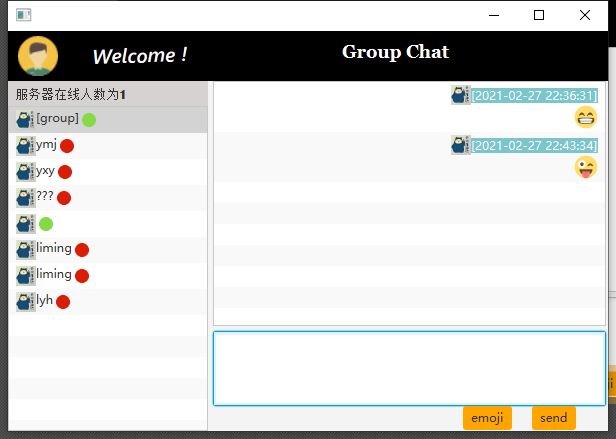 Welcome !
Group Chat
服务器在线人数为1
[group]
ymj
yxy
???
liming
liming
lyh
[2021-02-27 22:36:31]
[2021-02-27 22:43:34]
emoji
send